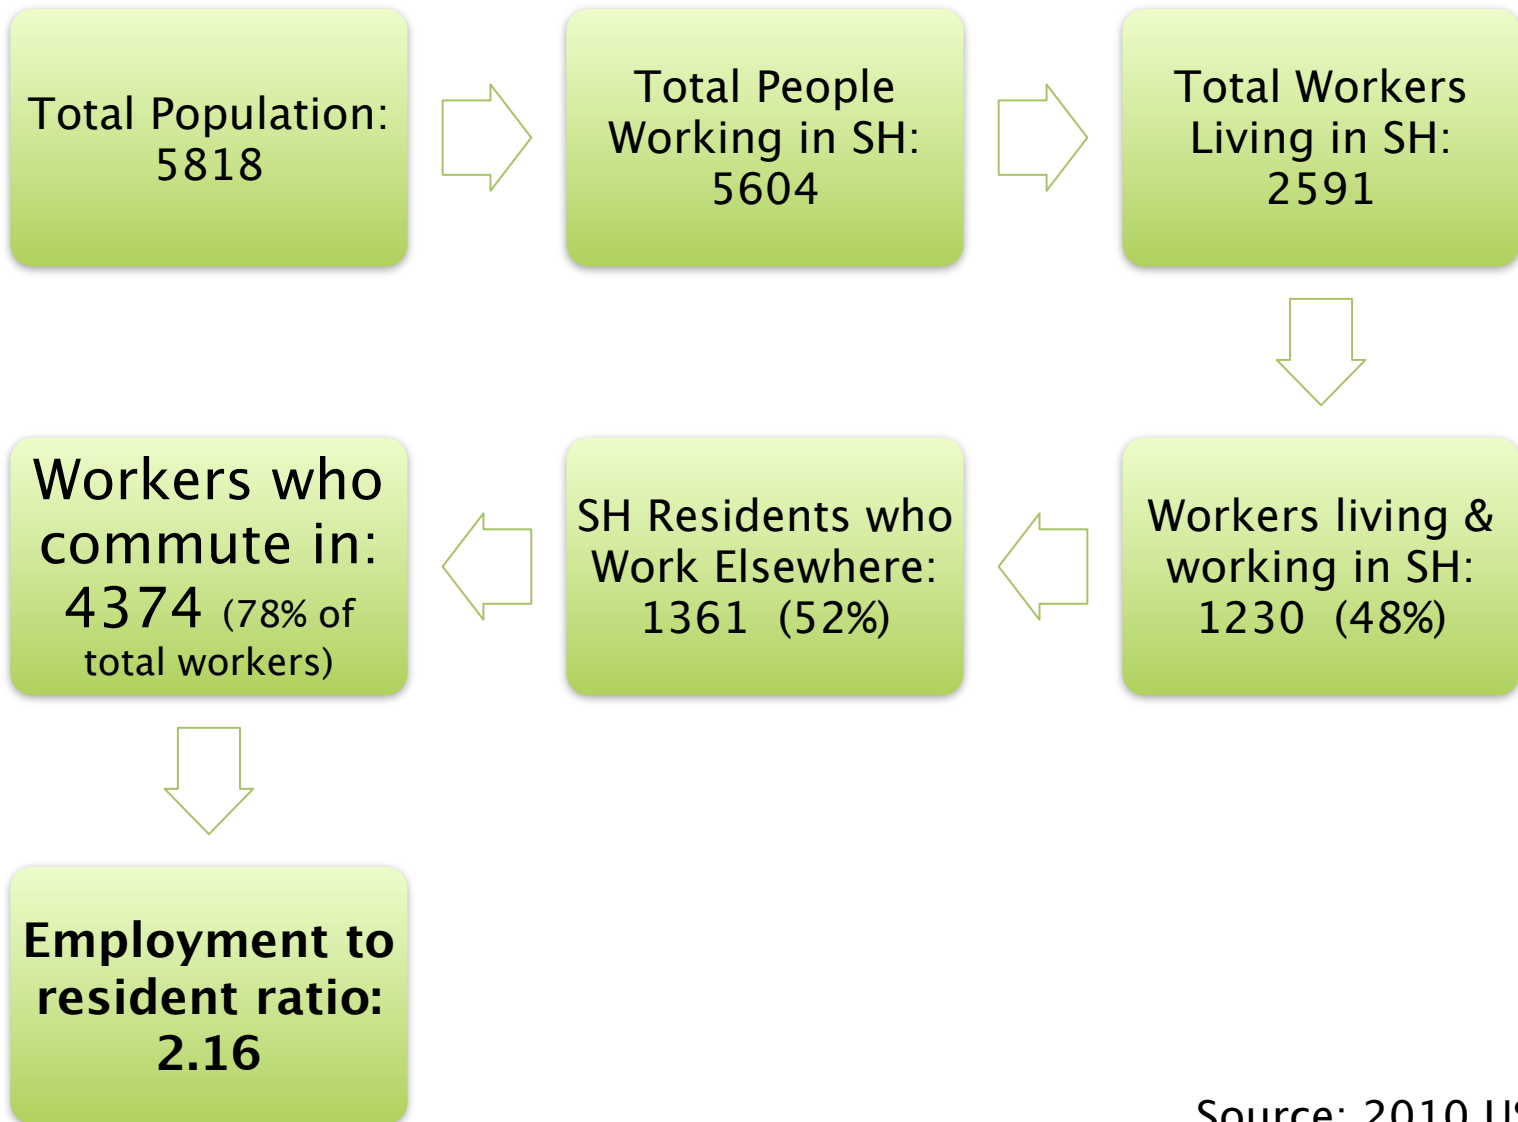 Total Population:
5818
Total People
Working in SH:
5604
Total Workers
Living in SH:
2591
Workers living &
working in SH:
1230 (48%)
SH Residents who
Work Elsewhere:
1361 (52%)
Workers who
commute in:
4374 (78% of
total workers)
Employment to
resident ratio:
2.16
Source: 2010 US